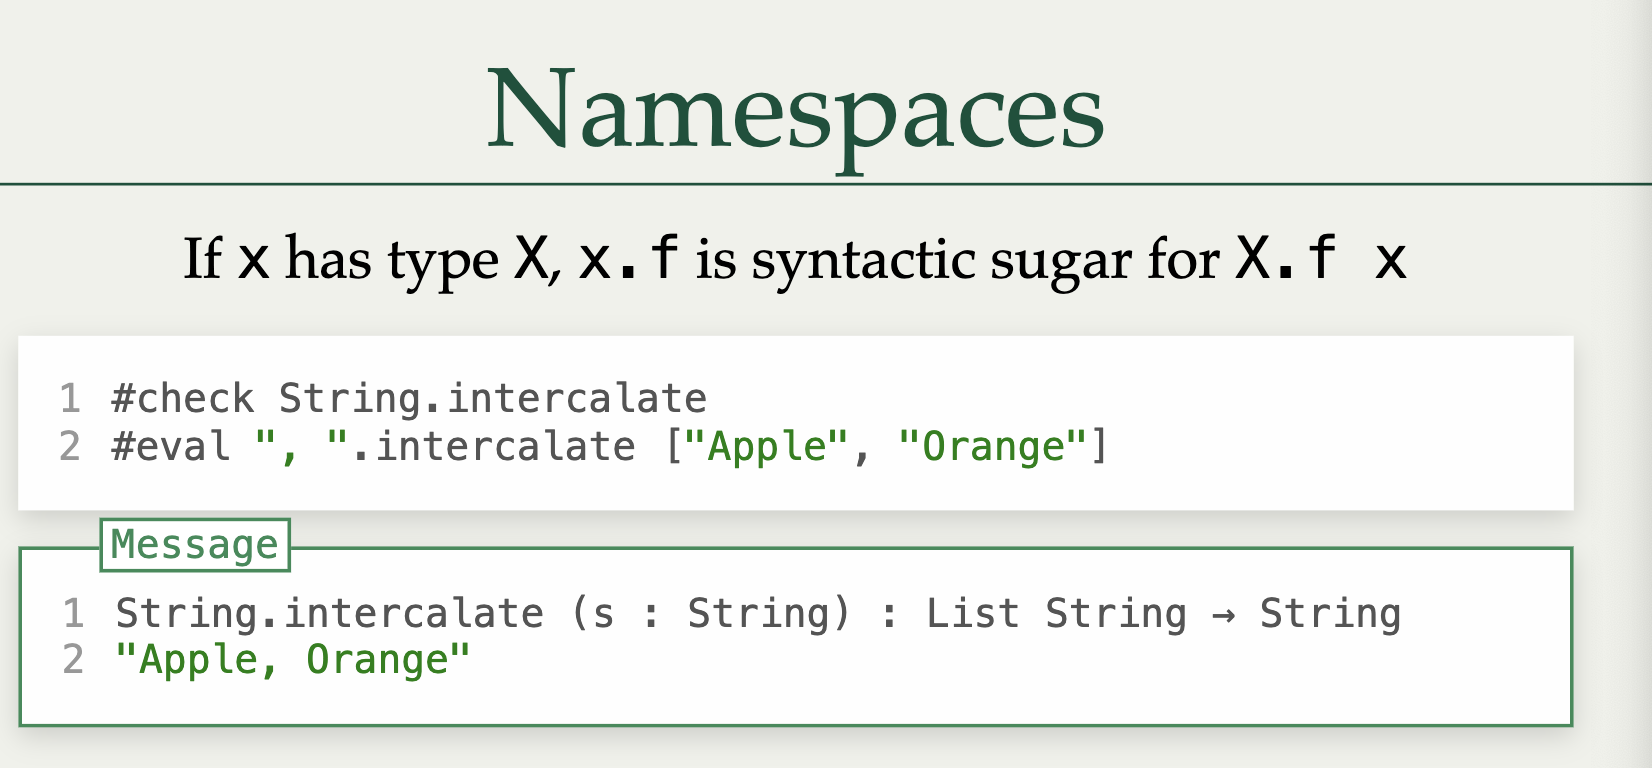 Namespaces
If x has type X, x.f is syntactic sugar for X.f x
1 #check String.intercalate
2 #eval ", ".intercalate ["Apple", "Orange"]
Message
1 String.intercalate (s : String) : List String → String
2 "Apple, Orange"